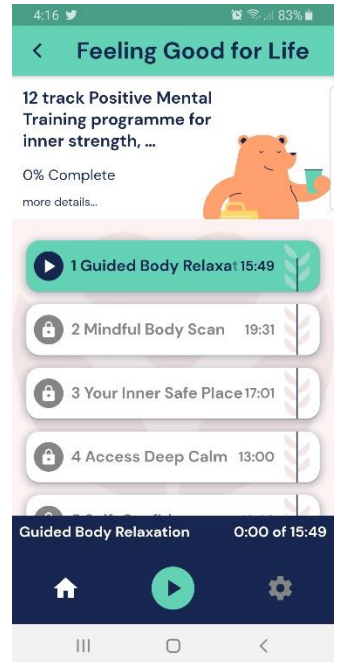 4:16 83%
Feeling Good for Life
12 track Positive Mental
Training programme for
inner strength, ...
0% Complete
more details...
1 Guided Body Relaxat 15:49
2 Mindful Body Scan 19:31
3 Your Inner Safe Place 17:01
4 Access Deep Calm 13:00
Guided Body Relaxation 0:00 of 15:49